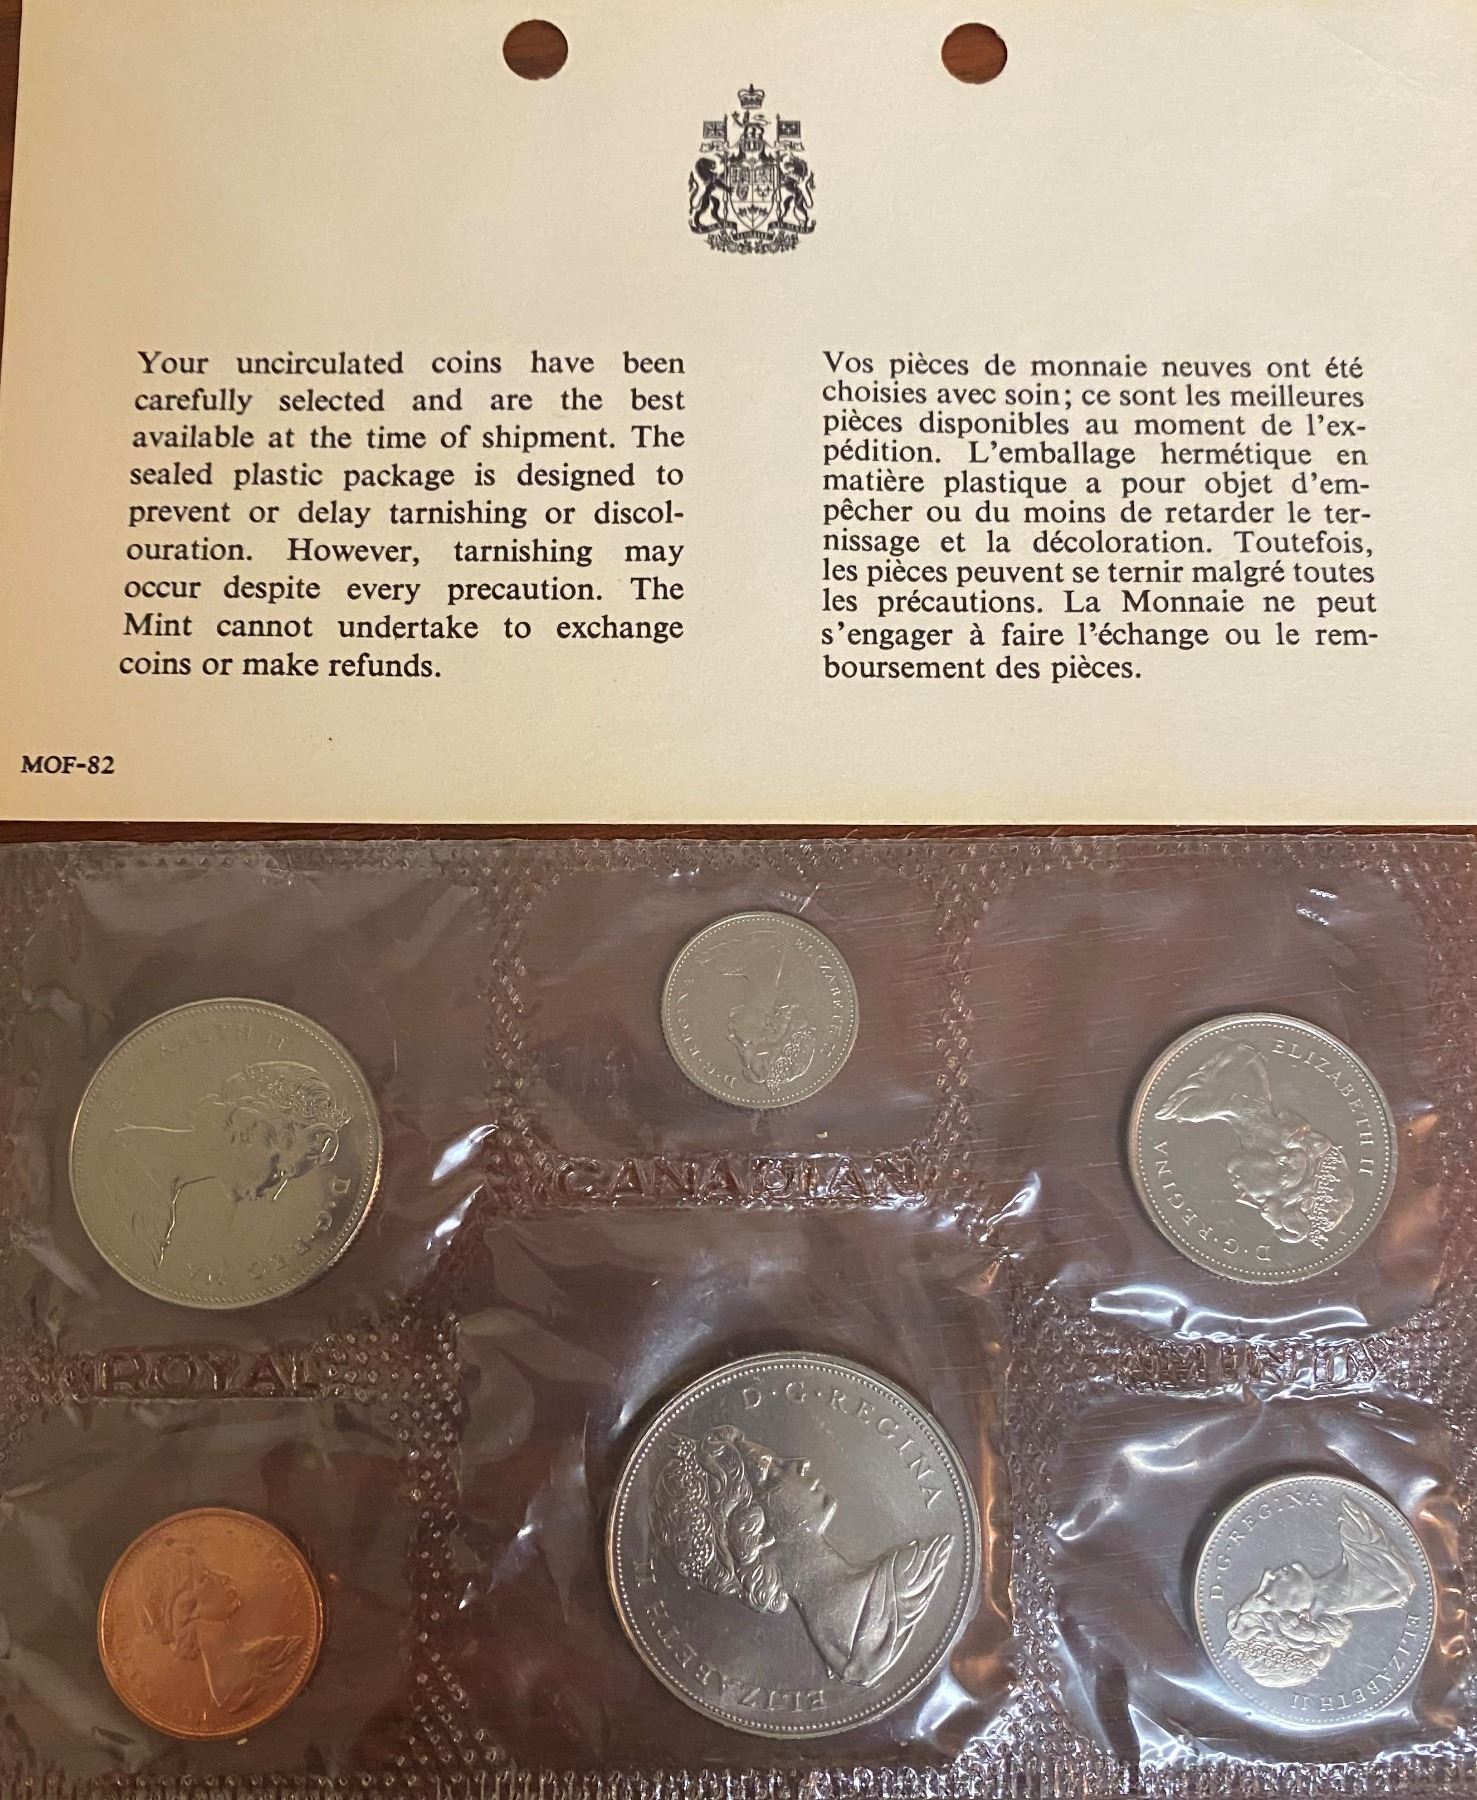 Your uncirculated coins have been
carefully selected and are the best
available at the time of shipment. The
sealed plastic package is designed to
prevent or delay tarnishing or discol-
ouration. However, tarnishing may
occur despite every precaution. The
Mint cannot undertake to exchange
coins or make refunds.
Vos pièces de monnaie neuves ont été
choisies avec soin; ce sont les meilleures
pièces disponibles au moment de l'ex-
pédition. L'emballage hermétique en
matière plastique a pour objet d'em-
pêcher ou du moins de retarder le ter-
nissage et la décoloration. Toutefois,
les pièces peuvent se ternir malgré toutes
les précautions. La Monnaie ne peut
s'engager à faire l'échange ou le rem-
boursement des pièces.
MOF-82
ELIZABETH II D·G·REGINA
D·G·REGINA
ELIZABETH II D·G·REGINA
CANADIAN
ROYAL
MINT
ELIZABETH II D·G·REGINA
ELIZABETH II D·G·REGINA